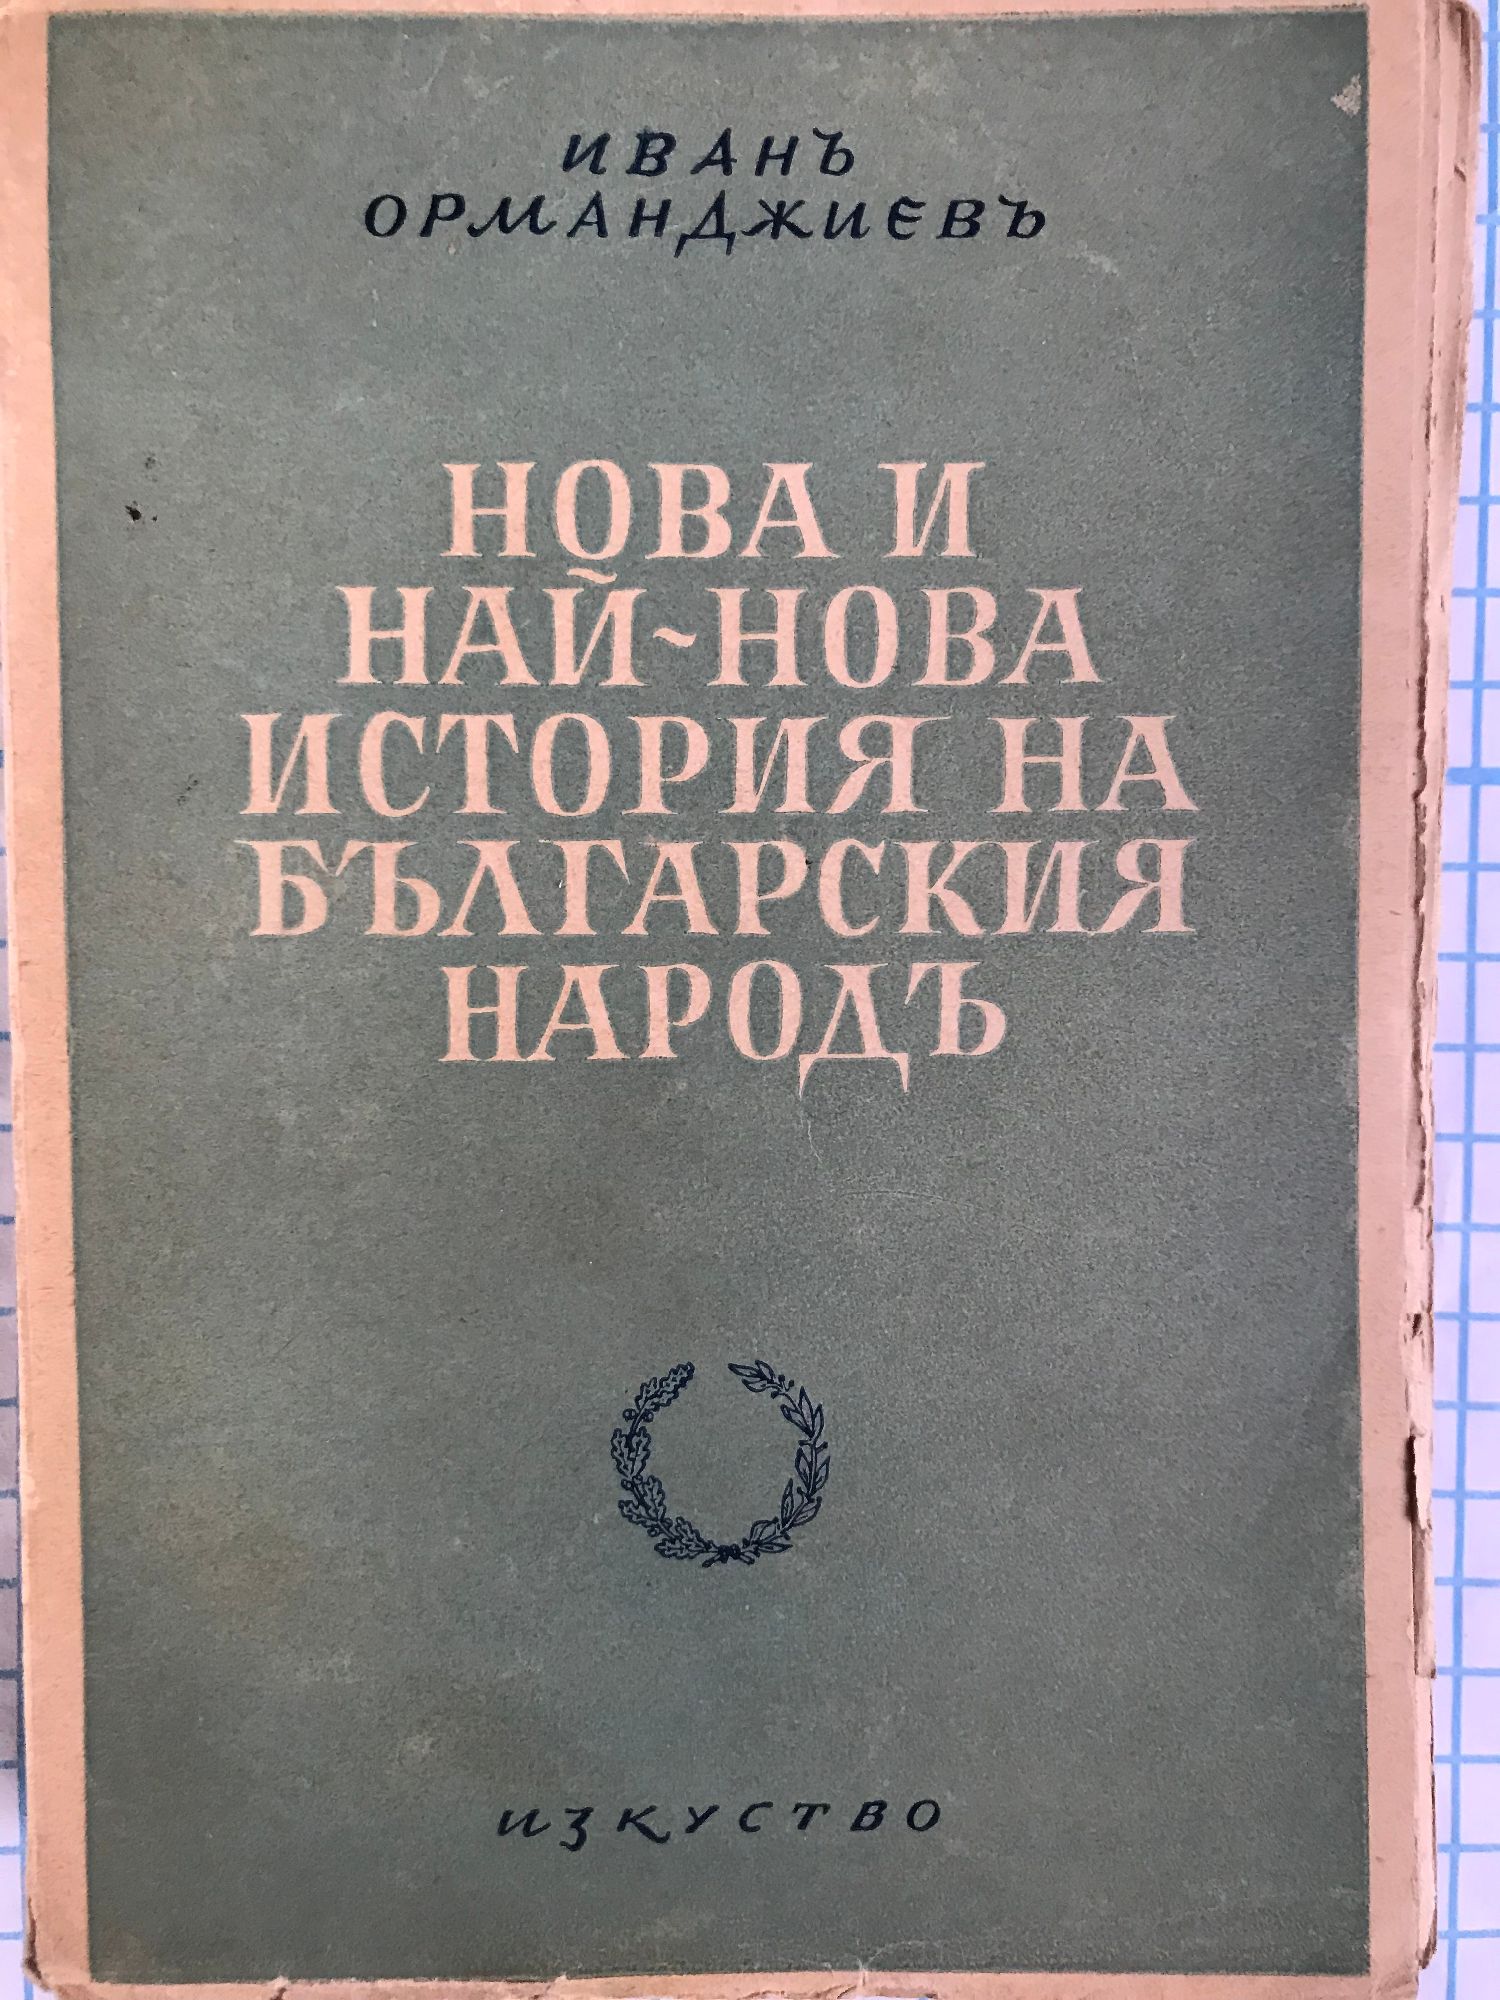 ИВАНЪ
ОРМАНДЖИЕВЪ
НОВА И
НАЙ-НОВА
ИСТОРИЯ НА
БЪЛГАРСКИЯ
НАРОДЪ
ИЗКУСТВО